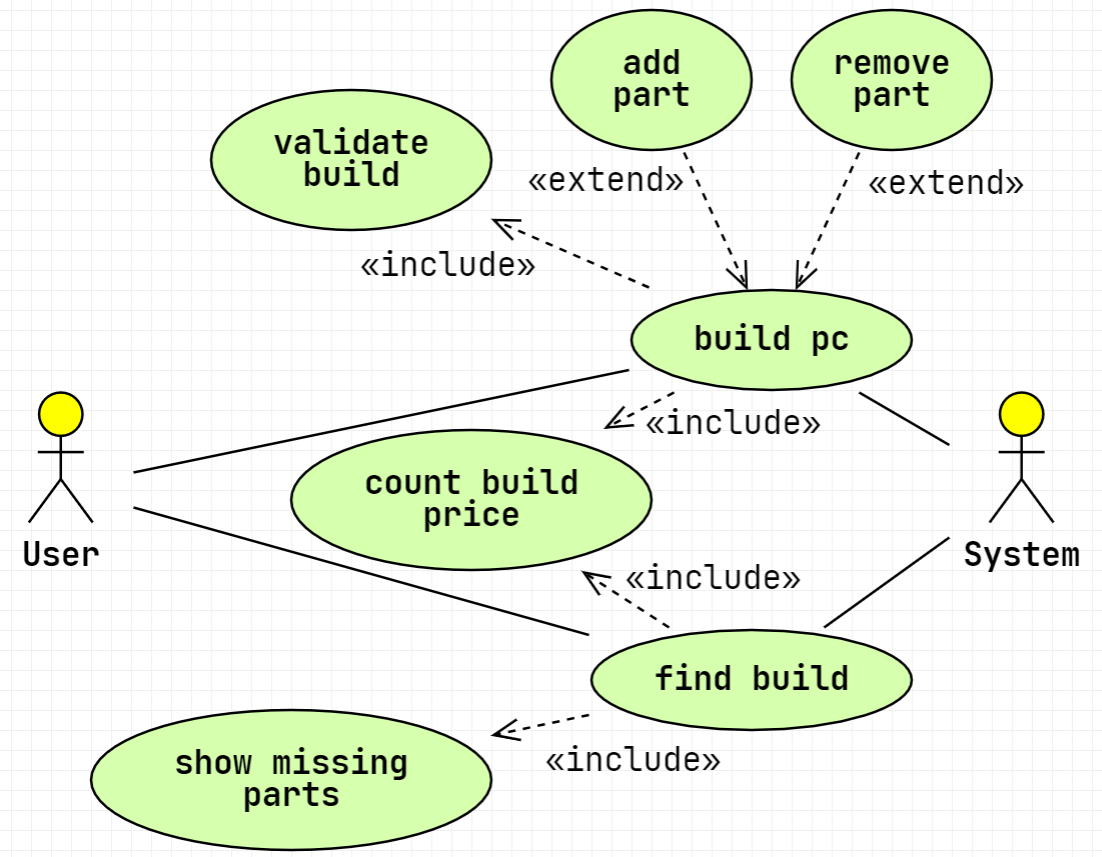 add
part
remove
part
validate
build
«extend»
«extend»
«include»
build pc
«include»
count build
price
User
System
«include»
find build
«include»
show missing
parts